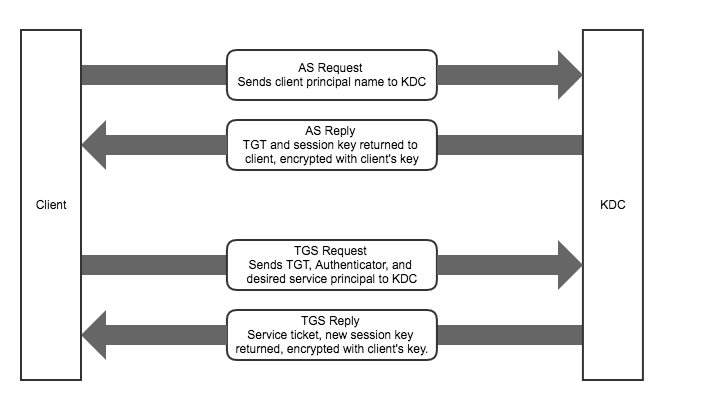 AS Request
Sends client principal name to KDC
AS Reply
TGT and session key returned to
client, encrypted with client's key
Client
KDC
TGS Request
Sends TGT, Authenticator, and
desired service principal to KDC
TGS Reply
Service ticket, new session key
returned, encrypted with client's key.